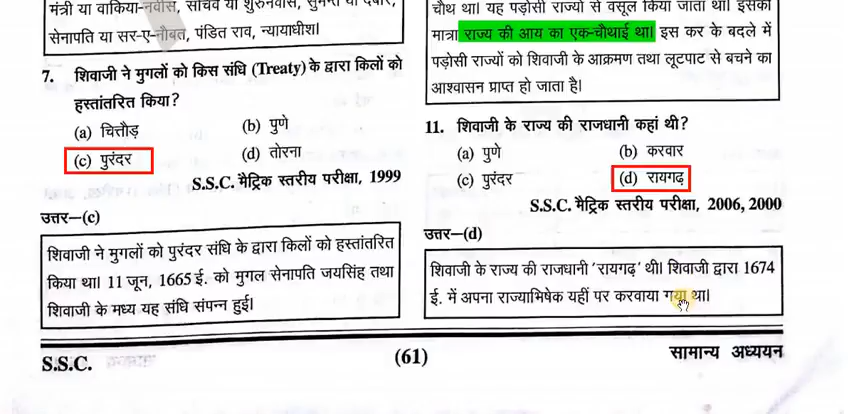 मंत्री या वाकिया-नवीस, सचिव या शुरुनवीस, सुमन्त या दबीर,
सेनापति या सर-ए-नौबत, पंडित राव, न्यायाधीश।
7. शिवाजी ने मुगलों को किस संधि (Treaty) के द्वारा किलों को
हस्तांतरित किया?
(a) चित्तौड़ (b) पुणे
(c) पुरंदर (d) तोरना
S.S.C. मैट्रिक स्तरीय परीक्षा, 1999
उत्तर–(c)
शिवाजी ने मुगलों को पुरंदर संधि के द्वारा किलों को हस्तांतरित
किया था। 11 जून, 1665 ई. को मुगल सेनापति जयसिंह तथा
शिवाजी के मध्य यह संधि संपन्न हुई।
चौथ था। यह पड़ोसी राज्यों से वसूल किया जाता था। इसकी
मात्रा राज्य की आय का एक-चौथाई था। इस कर के बदले में
पड़ोसी राज्यों को शिवाजी के आक्रमण तथा लूटपाट से बचने का
आश्वासन प्राप्त हो जाता है।
11. शिवाजी के राज्य की राजधानी कहां थी?
(a) पुणे (b) करवार
(c) पुरंदर (d) रायगढ़
S.S.C. मैट्रिक स्तरीय परीक्षा, 2006, 2000
उत्तर–(d)
शिवाजी के राज्य की राजधानी 'रायगढ़' थी। शिवाजी द्वारा 1674
ई. में अपना राज्याभिषेक यहीं पर करवाया गया था।
S.S.C. (61) सामान्य अध्ययन